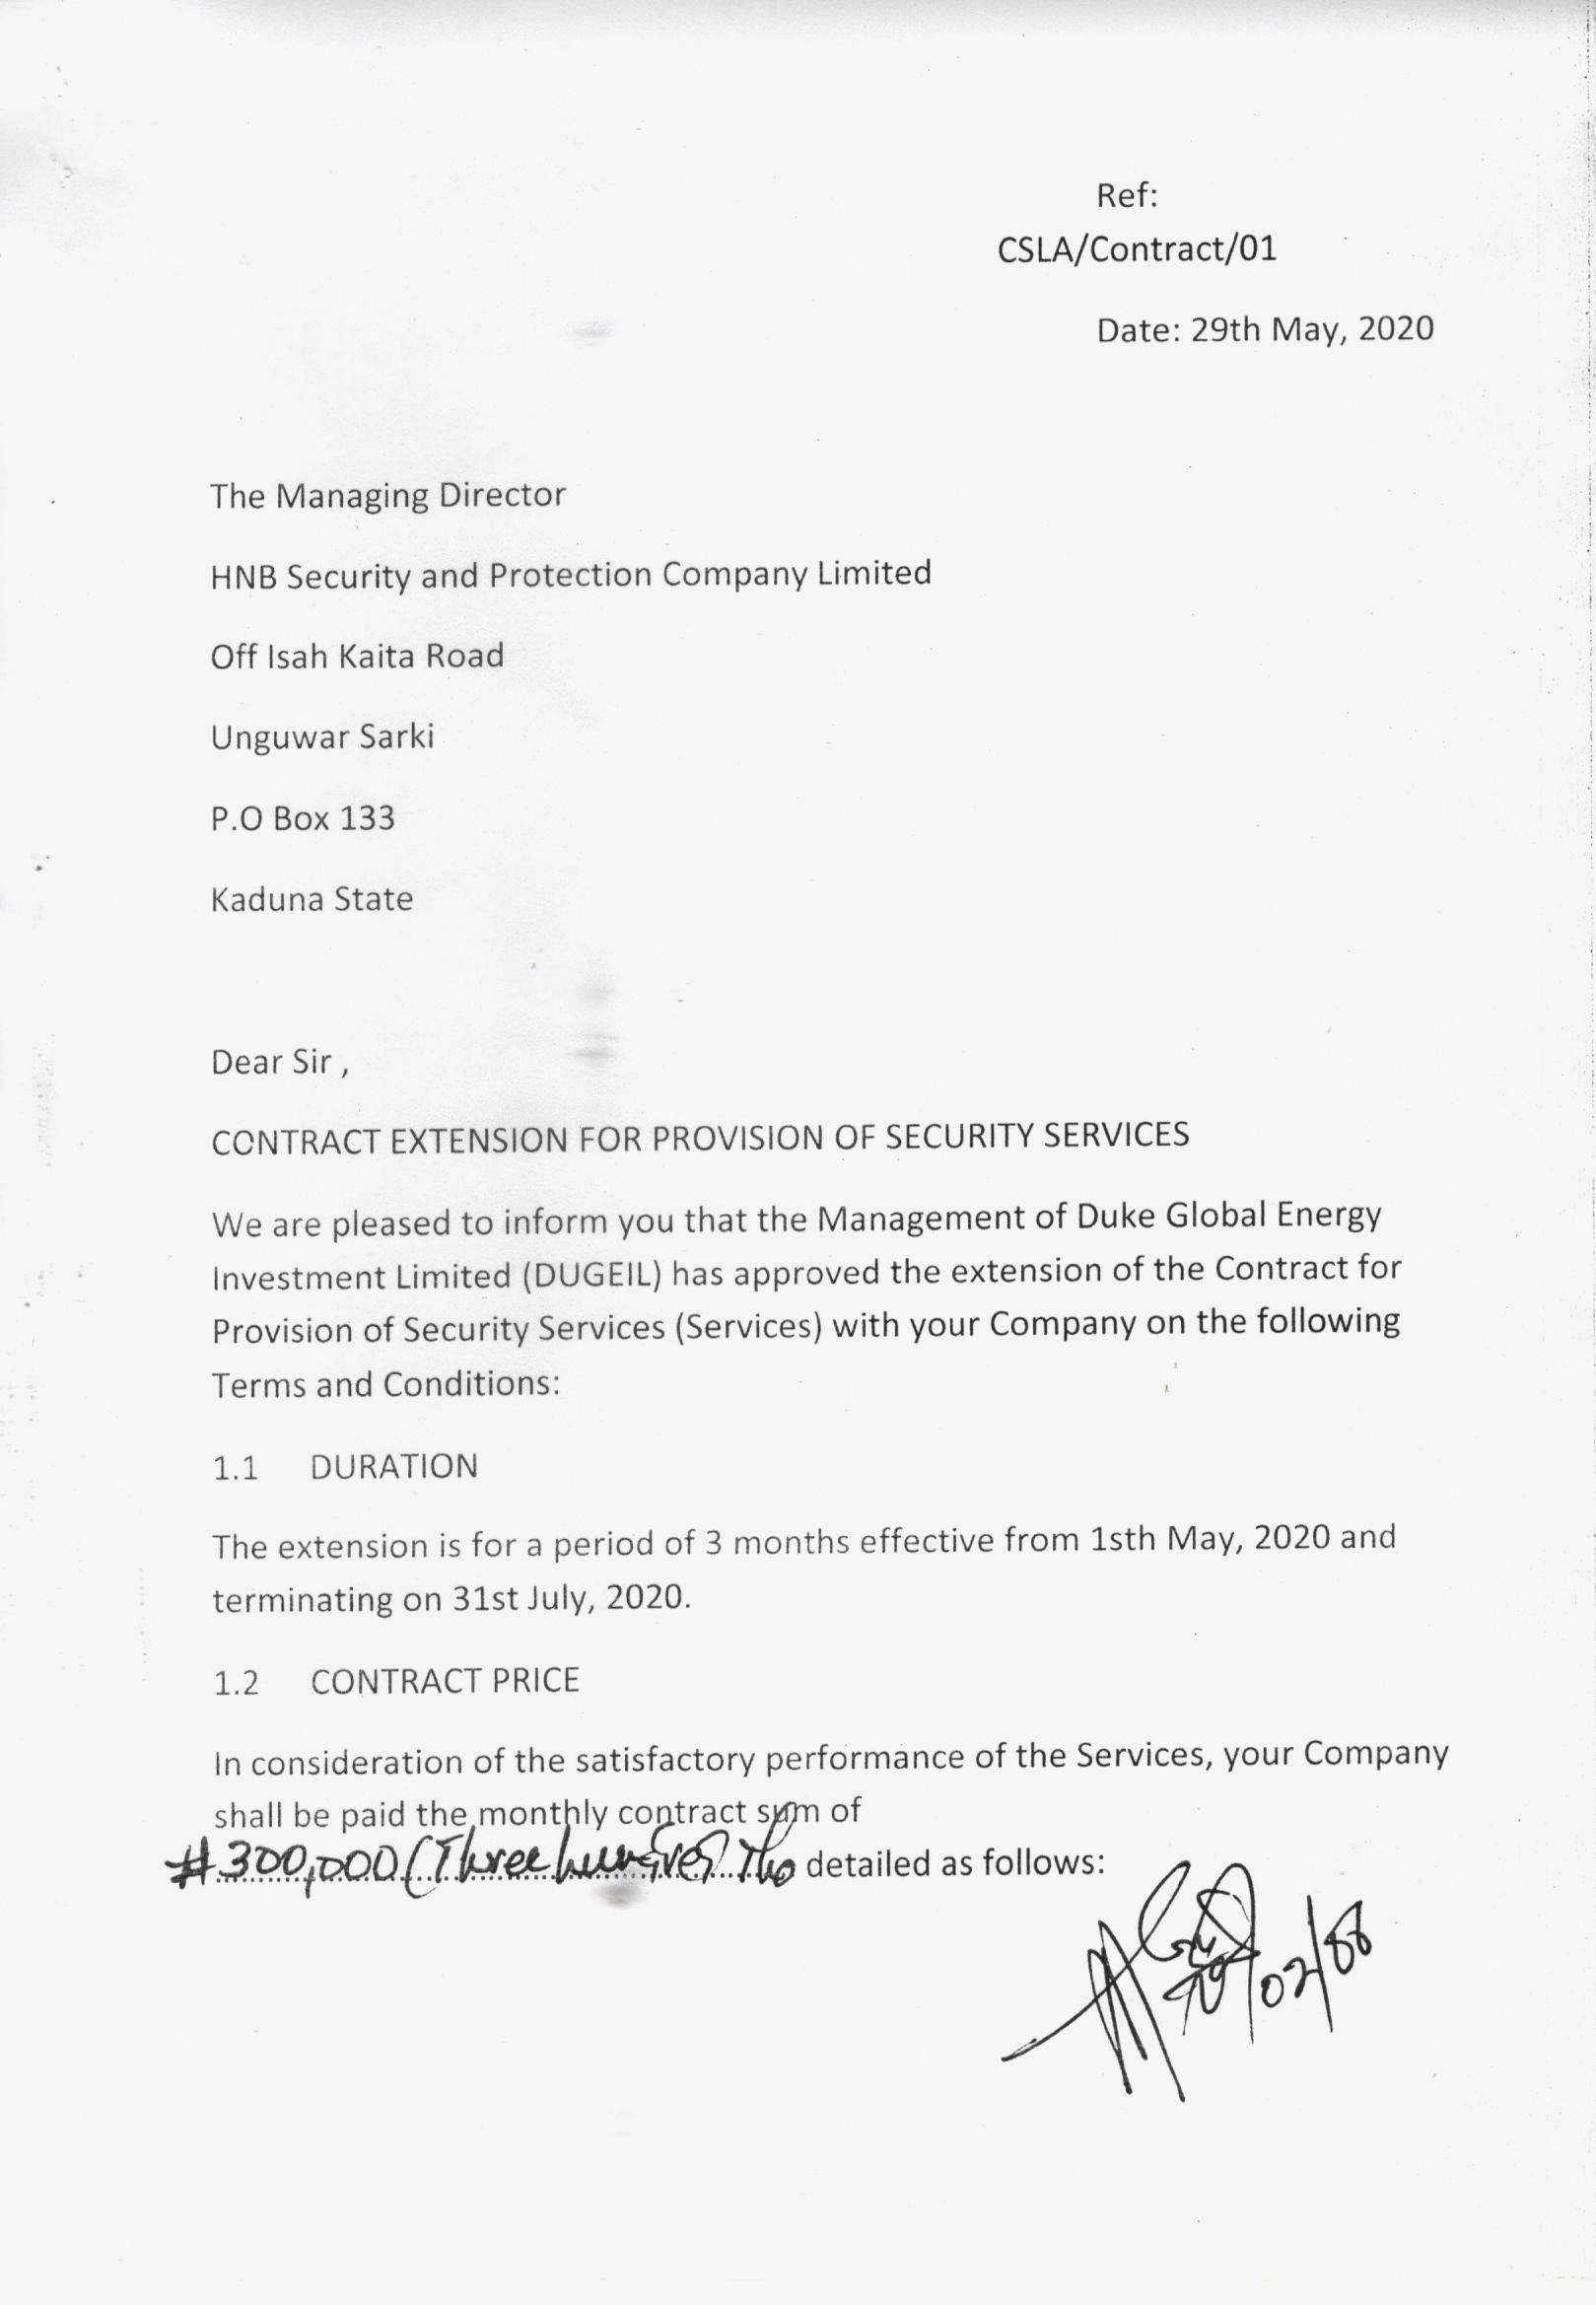 Ref:
CSLA/Contract/01
Date: 29th May, 2020
The Managing Director
HNB Security and Protection Company Limited
Off Isah Kaita Road
Unguwar Sarki
P.O Box 133
Kaduna State
Dear Sir ,
CONTRACT EXTENSION FOR PROVISION OF SECURITY SERVICES
We are pleased to inform you that the Management of Duke Global Energy
Investment Limited (DUGEIL) has approved the extension of the Contract for
Provision of Security Services (Services) with your Company on the following
Terms and Conditions:
1.1 DURATION
The extension is for a period of 3 months effective from 1sth May, 2020 and
terminating on 31st July, 2020.
1.2 CONTRACT PRICE
In consideration of the satisfactory performance of the Services, your Company
shall be paid the monthly contract sum of
#300,000 (Three hundred Tho detailed as follows:
02/